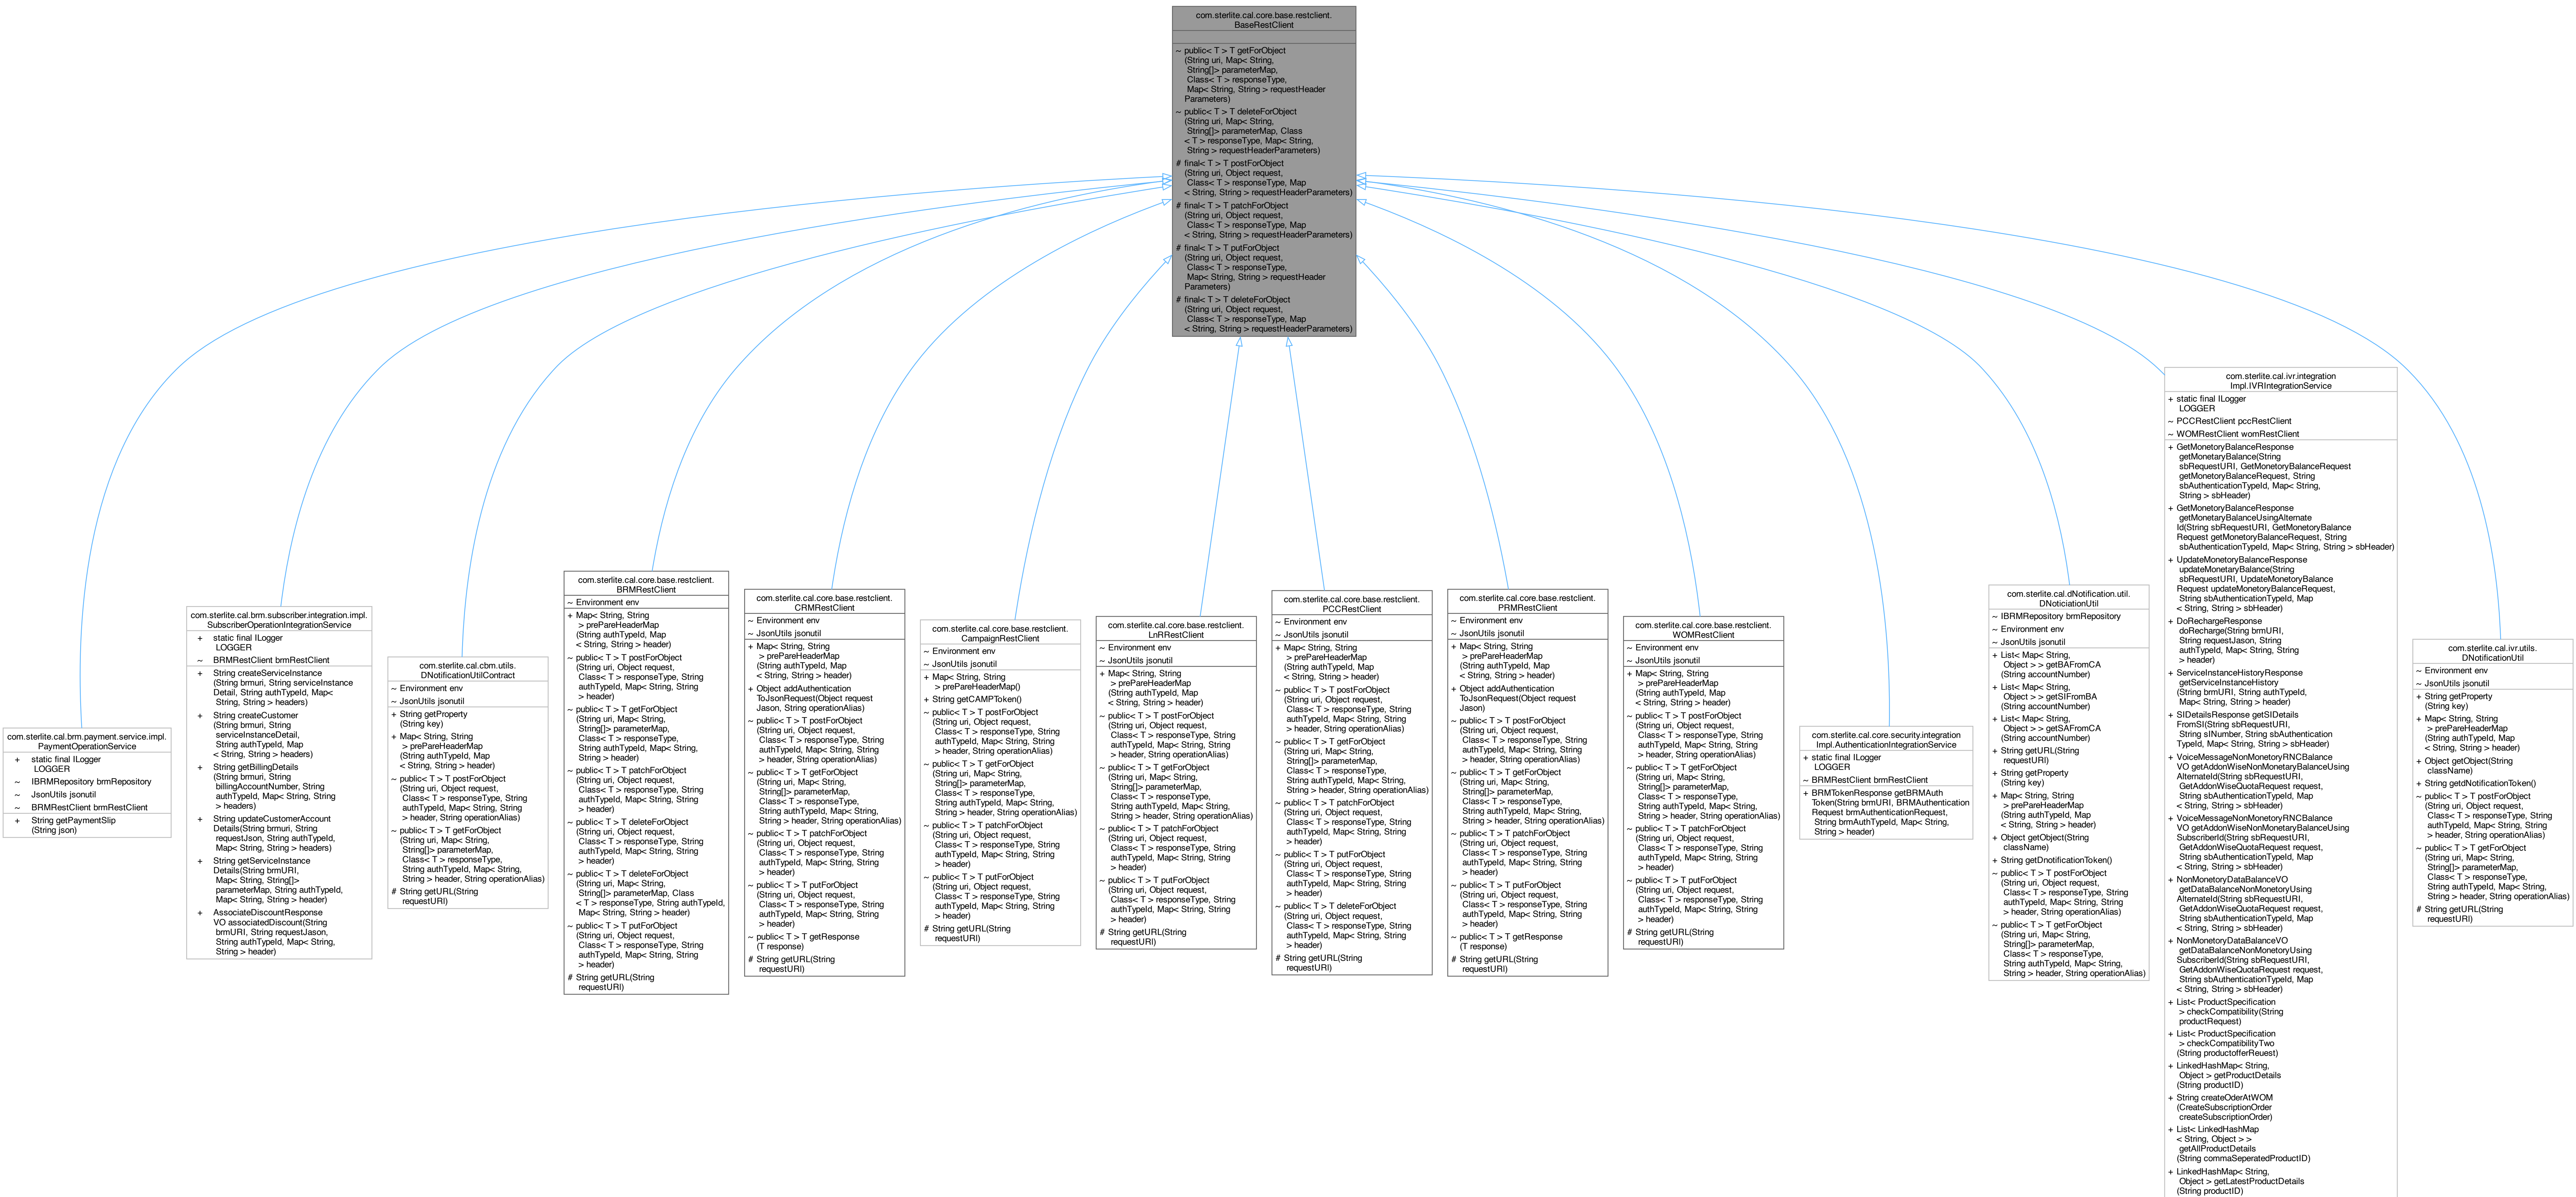 com.sterlite.cal.core.base.restclient.
BaseRestClient
~ public< T > T getForObject
(String uri, Map< String,
String[]> parameterMap,
Class< T > responseType,
Map< String, String > requestHeader
Parameters)
~ public< T > T deleteForObject
(String uri, Map< String,
String[]> parameterMap, Class
< T > responseType, Map< String,
String > requestHeaderParameters)
# final< T > T postForObject
(String uri, Object request,
Class< T > responseType, Map
< String, String > requestHeaderParameters)
# final< T > T patchForObject
(String uri, Object request,
Class< T > responseType, Map
< String, String > requestHeaderParameters)
# final< T > T putForObject
(String uri, Object request,
Class< T > responseType,
Map< String, String > requestHeader
Parameters)
# final< T > T deleteForObject
(String uri, Object request,
Class< T > responseType, Map
< String, String > requestHeaderParameters)
com.sterlite.cal.brm.payment.service.impl.
PaymentOperationService
+ static final ILogger
LOGGER
~ IBRMRepository brmRepository
~ JsonUtils jsonutil
~ BRMRestClient brmRestClient
+ String getPaymentSlip
(String json)
com.sterlite.cal.brm.subscriber.integration.impl.
SubscriberOperationIntegrationService
+ static final ILogger
LOGGER
~ BRMRestClient brmRestClient
+ String createServiceInstance
(String brmuri, String serviceInstance
Detail, String authTypeId, Map<
String, String > headers)
+ String createCustomer
(String brmuri, String
serviceInstanceDetail,
String authTypeId, Map
< String, String > headers)
+ String getBillingDetails
(String brmuri, String
billingAccountNumber, String
authTypeId, Map< String, String
> headers)
+ String updateCustomerAccount
Details(String brmuri, String
requestJson, String authTypeId,
Map< String, String > headers)
+ String getServiceInstance
Details(String brmURI,
Map< String, String[]>
parameterMap, String authTypeId,
Map< String, String > header)
+ AssociateDiscountResponse
VO associatedDiscount(String
brmURI, String requestJason,
String authTypeId, Map< String,
String > header)
com.sterlite.cal.cbm.utils.
DNotificationUtilContract
~ Environment env
~ JsonUtils jsonutil
+ String getProperty
(String key)
+ Map< String, String
> prePareHeaderMap
(String authTypeId, Map
< String, String > header)
~ public< T > T postForObject
(String uri, Object request,
Class< T > responseType, String
authTypeId, Map< String, String
> header, String operationAlias)
~ public< T > T getForObject
(String uri, Map< String,
String[]> parameterMap,
Class< T > responseType,
String authTypeId, Map< String,
String > header, String operationAlias)
# String getURL(String
requestURI)
com.sterlite.cal.core.base.restclient.
BRMRestClient
~ Environment env
+ Map< String, String
> prePareHeaderMap
(String authTypeId, Map
< String, String > header)
~ public< T > T postForObject
(String uri, Object request,
Class< T > responseType, String
authTypeId, Map< String, String
> header)
~ public< T > T getForObject
(String uri, Map< String,
String[]> parameterMap,
Class< T > responseType,
String authTypeId, Map< String,
String > header)
~ public< T > T patchForObject
(String uri, Object request,
Class< T > responseType, String
authTypeId, Map< String, String
> header)
~ public< T > T deleteForObject
(String uri, Object request,
Class< T > responseType, String
authTypeId, Map< String, String
> header)
~ public< T > T deleteForObject
(String uri, Map< String,
String[]> parameterMap, Class
< T > responseType, String authTypeId,
Map< String, String > header)
~ public< T > T putForObject
(String uri, Object request,
Class< T > responseType, String
authTypeId, Map< String, String
> header)
# String getURL(String
requestURI)
com.sterlite.cal.core.base.restclient.
CRMRestClient
~ Environment env
~ JsonUtils jsonutil
+ Map< String, String
> prePareHeaderMap
(String authTypeId, Map
< String, String > header)
+ Object addAuthentication
ToJsonRequest(Object request
Jason, String operationAlias)
~ public< T > T postForObject
(String uri, Object request,
Class< T > responseType, String
authTypeId, Map< String, String
> header, String operationAlias)
~ public< T > T getForObject
(String uri, Map< String,
String[]> parameterMap,
Class< T > responseType,
String authTypeId, Map< String,
String > header, String operationAlias)
~ public< T > T patchForObject
(String uri, Object request,
Class< T > responseType, String
authTypeId, Map< String, String
> header)
~ public< T > T putForObject
(String uri, Object request,
Class< T > responseType, String
authTypeId, Map< String, String
> header)
~ public< T > T getResponse
(T response)
# String getURL(String
requestURI)
com.sterlite.cal.core.base.restclient.
CampaignRestClient
~ Environment env
~ JsonUtils jsonutil
+ Map< String, String
> prePareHeaderMap()
+ String getCAMPToken()
~ public< T > T postForObject
(String uri, Object request,
Class< T > responseType, String
authTypeId, Map< String, String
> header, String operationAlias)
~ public< T > T getForObject
(String uri, Map< String,
String[]> parameterMap,
Class< T > responseType,
String authTypeId, Map< String,
String > header, String operationAlias)
~ public< T > T patchForObject
(String uri, Object request,
Class< T > responseType, String
authTypeId, Map< String, String
> header)
~ public< T > T putForObject
(String uri, Object request,
Class< T > responseType, String
authTypeId, Map< String, String
> header)
# String getURL(String
requestURI)
com.sterlite.cal.core.base.restclient.
LnRRestClient
~ Environment env
~ JsonUtils jsonutil
+ Map< String, String
> prePareHeaderMap
(String authTypeId, Map
< String, String > header)
~ public< T > T postForObject
(String uri, Object request,
Class< T > responseType, String
authTypeId, Map< String, String
> header, String operationAlias)
~ public< T > T getForObject
(String uri, Map< String,
String[]> parameterMap,
Class< T > responseType,
String authTypeId, Map< String,
String > header, String operationAlias)
~ public< T > T patchForObject
(String uri, Object request,
Class< T > responseType, String
authTypeId, Map< String, String
> header)
~ public< T > T putForObject
(String uri, Object request,
Class< T > responseType, String
authTypeId, Map< String, String
> header)
# String getURL(String
requestURI)
com.sterlite.cal.core.base.restclient.
PCCRestClient
~ Environment env
~ JsonUtils jsonutil
+ Map< String, String
> prePareHeaderMap
(String authTypeId, Map
< String, String > header)
~ public< T > T postForObject
(String uri, Object request,
Class< T > responseType, String
authTypeId, Map< String, String
> header, String operationAlias)
~ public< T > T getForObject
(String uri, Map< String,
String[]> parameterMap,
Class< T > responseType,
String authTypeId, Map< String,
String > header, String operationAlias)
~ public< T > T patchForObject
(String uri, Object request,
Class< T > responseType, String
authTypeId, Map< String, String
> header)
~ public< T > T putForObject
(String uri, Object request,
Class< T > responseType, String
authTypeId, Map< String, String
> header)
~ public< T > T deleteForObject
(String uri, Object request,
Class< T > responseType, String
authTypeId, Map< String, String
> header)
# String getURL(String
requestURI)
com.sterlite.cal.core.base.restclient.
PRMRestClient
~ Environment env
~ JsonUtils jsonutil
+ Map< String, String
> prePareHeaderMap
(String authTypeId, Map
< String, String > header)
+ Object addAuthentication
ToJsonRequest(Object request
Jason)
~ public< T > T postForObject
(String uri, Object request,
Class< T > responseType, String
authTypeId, Map< String, String
> header, String operationAlias)
~ public< T > T getForObject
(String uri, Map< String,
String[]> parameterMap,
Class< T > responseType,
String authTypeId, Map< String,
String > header, String operationAlias)
~ public< T > T patchForObject
(String uri, Object request,
Class< T > responseType, String
authTypeId, Map< String, String
> header)
~ public< T > T putForObject
(String uri, Object request,
Class< T > responseType, String
authTypeId, Map< String, String
> header)
~ public< T > T getResponse
(T response)
# String getURL(String
requestURI)
com.sterlite.cal.core.base.restclient.
WOMRestClient
~ Environment env
~ JsonUtils jsonutil
+ Map< String, String
> prePareHeaderMap
(String authTypeId, Map
< String, String > header)
~ public< T > T postForObject
(String uri, Object request,
Class< T > responseType, String
authTypeId, Map< String, String
> header, String operationAlias)
~ public< T > T getForObject
(String uri, Map< String,
String[]> parameterMap,
Class< T > responseType,
String authTypeId, Map< String,
String > header, String operationAlias)
~ public< T > T patchForObject
(String uri, Object request,
Class< T > responseType, String
authTypeId, Map< String, String
> header)
~ public< T > T putForObject
(String uri, Object request,
Class< T > responseType, String
authTypeId, Map< String, String
> header)
# String getURL(String
requestURI)
com.sterlite.cal.core.security.integration
Impl.AuthenticationIntegrationService
+ static final ILogger
LOGGER
~ BRMRestClient brmRestClient
+ BRMTokenResponse getBRMAuth
Token(String brmURI, BRMAuthentication
Request brmAuthenticationRequest,
String brmAuthTypeId, Map< String,
String > header)
com.sterlite.cal.dNotification.util.
DNoticiationUtil
~ IBRMRepository brmRepository
~ Environment env
~ JsonUtils jsonutil
+ List< Map< String,
Object > > getBAFromCA
(String accountNumber)
+ List< Map< String,
Object > > getSIFromBA
(String accountNumber)
+ List< Map< String,
Object > > getSAFromCA
(String accountNumber)
+ String getURL(String
requestURI)
+ String getProperty
(String key)
+ Map< String, String
> prePareHeaderMap
(String authTypeId, Map
< String, String > header)
+ Object getObject(String
className)
+ String getDnotificationToken()
~ public< T > T postForObject
(String uri, Object request,
Class< T > responseType, String
authTypeId, Map< String, String
> header, String operationAlias)
~ public< T > T getForObject
(String uri, Map< String,
String[]> parameterMap,
Class< T > responseType,
String authTypeId, Map< String,
String > header, String operationAlias)
com.sterlite.cal.ivr.integration
Impl.IVRIntegrationService
+ static final ILogger
LOGGER
~ PCCRestClient pccRestClient
~ WOMRestClient womRestClient
+ GetMonetoryBalanceResponse
getMonetaryBalance(String
sbRequestURI, GetMonetoryBalanceRequest
getMonetoryBalanceRequest, String
sbAuthenticationTypeId, Map< String,
String > sbHeader)
+ GetMonetoryBalanceResponse
getMonetaryBalanceUsingAlternate
Id(String sbRequestURI, GetMonetoryBalance
Request getMonetoryBalanceRequest, String
sbAuthenticationTypeId, Map< String, String > sbHeader)
+ UpdateMonetoryBalanceResponse
updateMonetaryBalance(String
sbRequestURI, UpdateMonetoryBalance
Request updateMonetoryBalanceRequest,
String sbAuthenticationTypeId, Map
< String, String > sbHeader)
+ DoRechargeResponse
doRecharge(String brmURI,
String requestJason, String
authTypeId, Map< String, String
> header)
+ ServiceInstanceHistoryResponse
getServiceInstanceHistory
(String brmURI, String authTypeId,
Map< String, String > header)
+ SIDetailsResponse getSIDetails
FromSI(String sbRequestURI,
String sINumber, String sbAuthentication
TypeId, Map< String, String > sbHeader)
+ VoiceMessageNonMonetoryRNCBalance
VO getAddonWiseNonMonetaryBalanceUsing
AlternateId(String sbRequestURI,
GetAddonWiseQuotaRequest request,
String sbAuthenticationTypeId, Map
< String, String > sbHeader)
+ VoiceMessageNonMonetoryRNCBalance
VO getAddonWiseNonMonetaryBalanceUsing
SubscriberId(String sbRequestURI,
GetAddonWiseQuotaRequest request,
String sbAuthenticationTypeId, Map
< String, String > sbHeader)
+ NonMonetoryDataBalanceVO
getDataBalanceNonMonetoryUsing
AlternateId(String sbRequestURI,
GetAddonWiseQuotaRequest request,
String sbAuthenticationTypeId, Map
< String, String > sbHeader)
+ NonMonetoryDataBalanceVO
getDataBalanceNonMonetoryUsing
SubscriberId(String sbRequestURI,
GetAddonWiseQuotaRequest request,
String sbAuthenticationTypeId, Map
< String, String > sbHeader)
+ List< ProductSpecification
> checkCompatibility(String
productRequest)
+ List< ProductSpecification
> checkCompatibilityTwo
(String productofferReuest)
+ LinkedHashMap< String,
Object > getProductDetails
(String productID)
+ String createOderAtWOM
(CreateSubscriptionOrder
createSubscriptionOrder)
+ List< LinkedHashMap
< String, Object > >
getAllProductDetails
(String commaSeperatedProductID)
+ LinkedHashMap< String,
Object > getLatestProductDetails
(String productID)
com.sterlite.cal.ivr.utils.
DNotificationUtil
~ Environment env
~ JsonUtils jsonutil
+ String getProperty
(String key)
+ Map< String, String
> prePareHeaderMap
(String authTypeId, Map
< String, String > header)
+ Object getObject(String
className)
+ String getdNotificationToken()
~ public< T > T postForObject
(String uri, Object request,
Class< T > responseType, String
authTypeId, Map< String, String
> header, String operationAlias)
~ public< T > T getForObject
(String uri, Map< String,
String[]> parameterMap,
Class< T > responseType,
String authTypeId, Map< String,
String > header, String operationAlias)
# String getURL(String
requestURI)